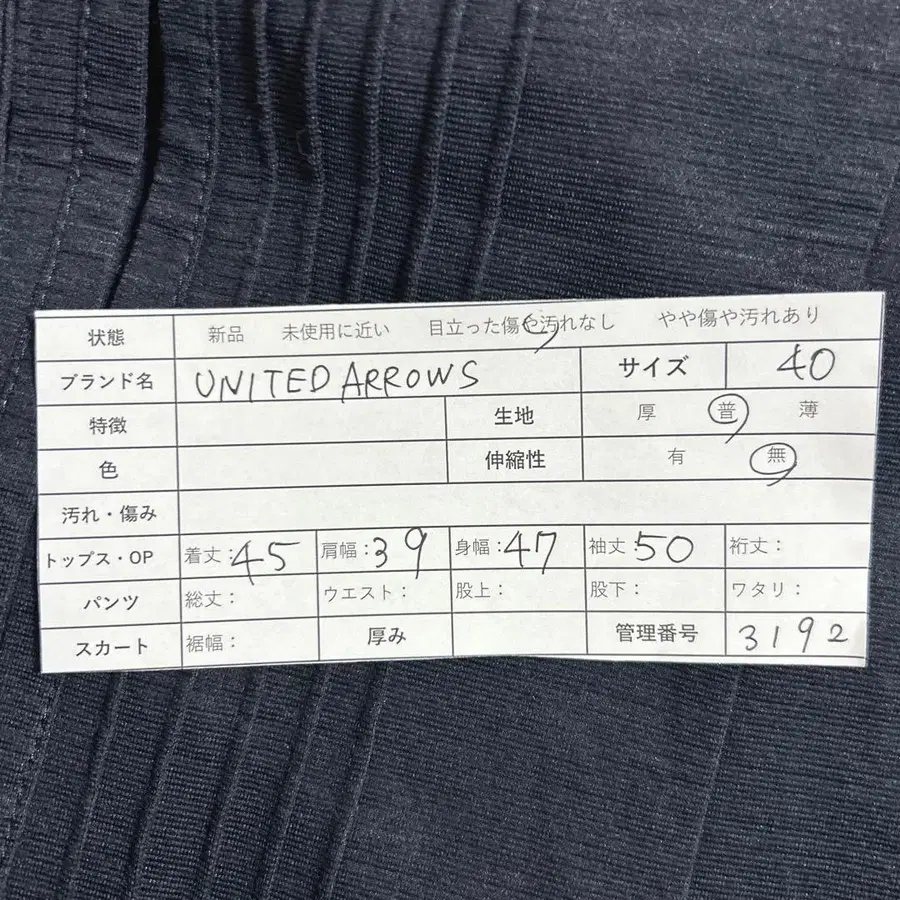 状態 新品 未使用に近い 目立った傷や汚れなし やや傷や汚れあり
ブランド名 UNITED ARROWS サイズ 40
特徴 生地 厚 普 薄
色 伸縮性 有 無
汚れ・傷み
トップス・OP 着丈:45 肩幅:39 身幅:47 袖丈:50 裄丈:
パンツ 総丈: ウエスト: 股上: 股下: ワタリ:
スカート 裾幅: 厚み 管理番号 3192